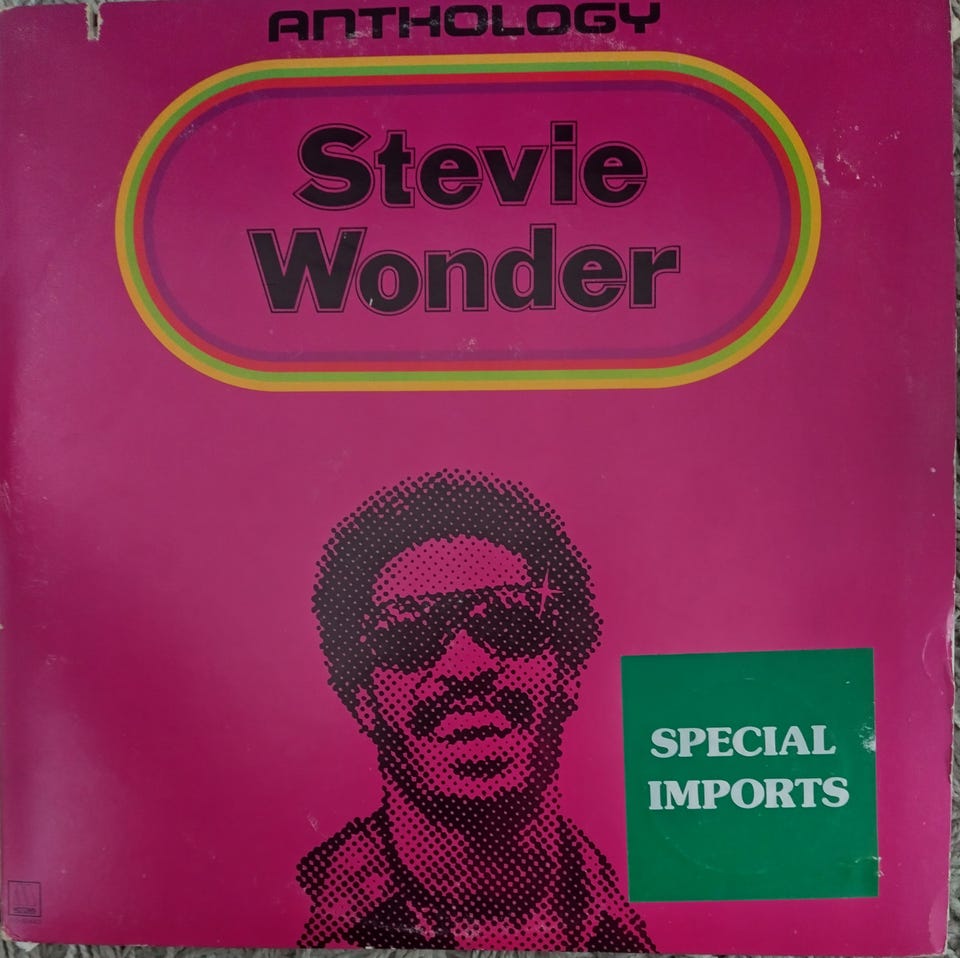 ANTHOLOGY
Stevie
Wonder
SPECIAL
IMPORTS